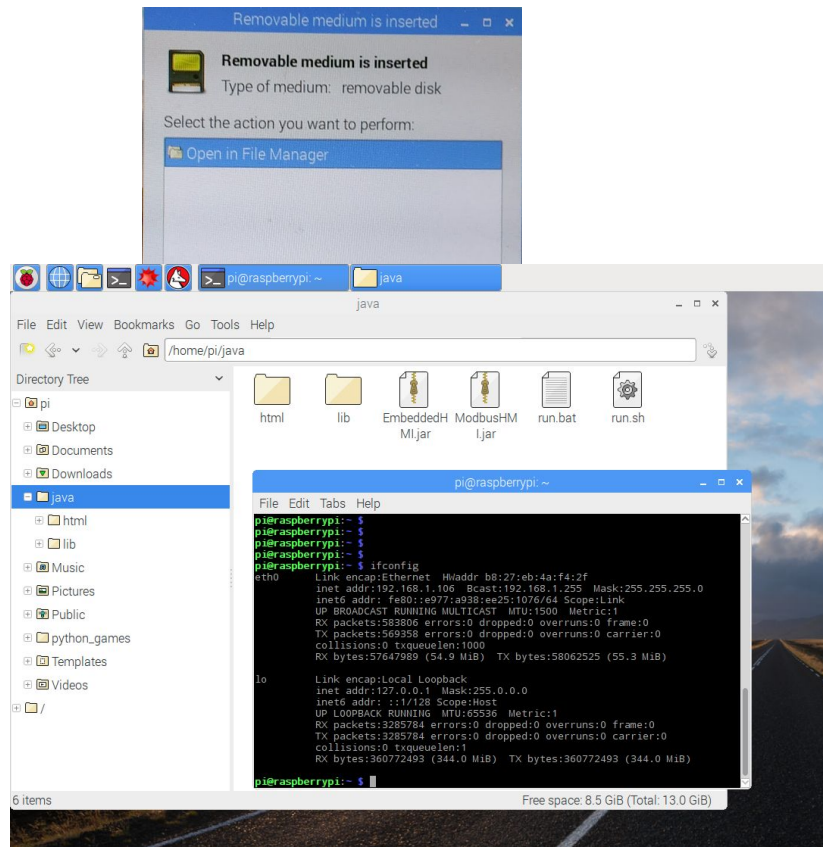 Removable medium is inserted
Removable medium is inserted
Type of medium: removable disk
Select the action you want to perform:
Open in File Manager
pi@raspberrypi: ~
java
java
File Edit View Bookmarks Go Tools Help
/home/pi/java
Directory Tree
pi
Desktop
Documents
Downloads
java
html
lib
Music
Pictures
Public
python_games
Templates
Videos
/
html
lib
EmbeddedH
MI.jar
ModbusHM
I.jar
run.bat
run.sh
pi@raspberrypi: ~
File Edit Tabs Help
pi@raspberrypi:~ $
pi@raspberrypi:~ $
pi@raspberrypi:~ $
pi@raspberrypi:~ $
pi@raspberrypi:~ $ ifconfig
eth0 Link encap:Ethernet HWaddr b8:27:eb:4a:f4:2f
inet addr:192.168.1.106 Bcast:192.168.1.255 Mask:255.255.255.0
inet6 addr: fe80::e977:a938:ee25:1076/64 Scope:Link
UP BROADCAST RUNNING MULTICAST MTU:1500 Metric:1
RX packets:583806 errors:0 dropped:0 overruns:0 frame:0
TX packets:569358 errors:0 dropped:0 overruns:0 carrier:0
collisions:0 txqueuelen:1000
RX bytes:57647989 (54.9 MiB) TX bytes:58062525 (55.3 MiB)
lo Link encap:Local Loopback
inet addr:127.0.0.1 Mask:255.0.0.0
inet6 addr: ::1/128 Scope:Host
UP LOOPBACK RUNNING MTU:65536 Metric:1
RX packets:3285784 errors:0 dropped:0 overruns:0 frame:0
TX packets:3285784 errors:0 dropped:0 overruns:0 carrier:0
collisions:0 txqueuelen:1
RX bytes:360772493 (344.0 MiB) TX bytes:360772493 (344.0 MiB)
pi@raspberrypi:~ $
6 items
Free space: 8.5 GiB (Total: 13.0 GiB)